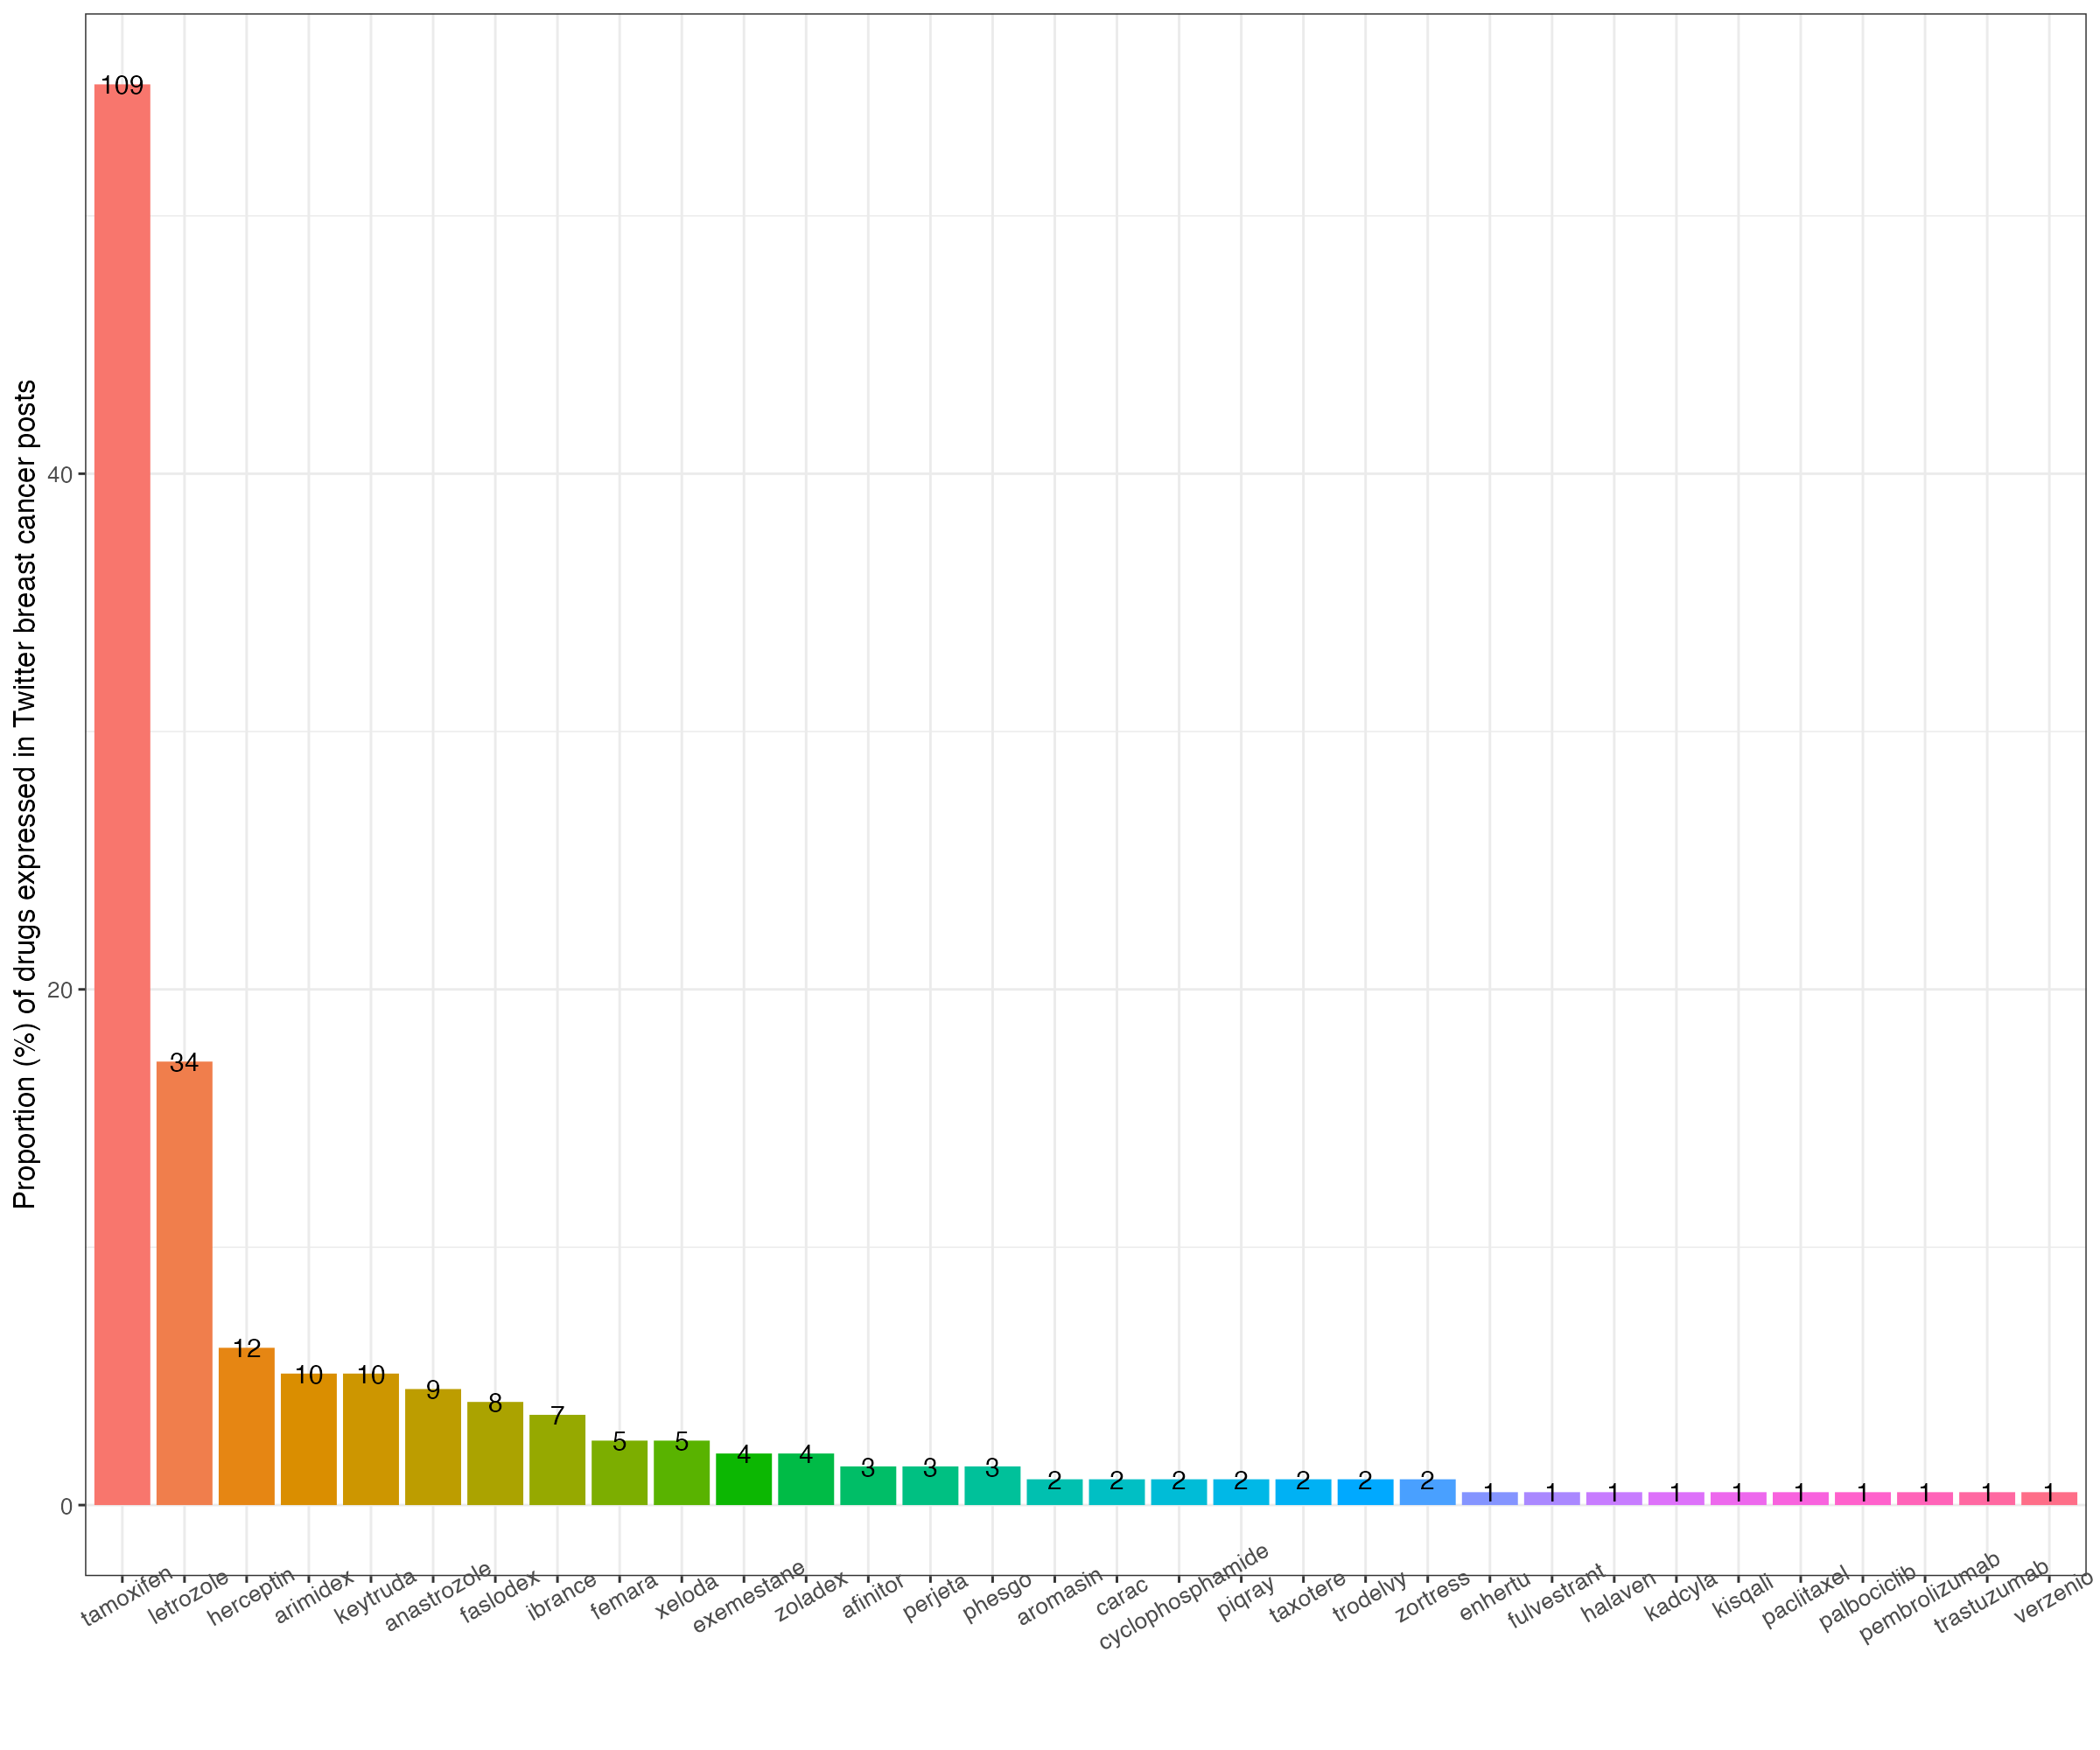 Proportion (%) of drugs expressed in Twitter breast cancer posts
40
20
0
109
34
12
10
10
9
8
7
5
5
4
4
3
3
3
2
2
2
2
2
2
2
1
1
1
1
1
1
1
1
1
1
tamoxifen
letrozole
herceptin
arimidex
keytruda
anastrozole
faslodex
ibrance
femara
xeloda
exemestane
zoladex
afinitor
perjeta
phesgo
aromasin
carac
cyclophosphamide
piqray
taxotere
trodelvy
zortress
enhertu
fulvestrant
halaven
kadcyla
kisqali
paclitaxel
palbociclib
pembrolizumab
trastuzumab
verzenio